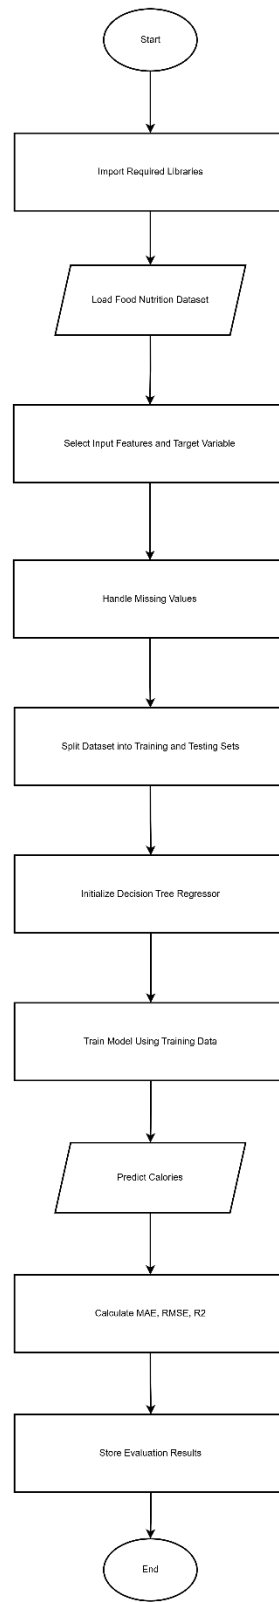 Start
Import Required Libraries
Load Food Nutrition Dataset
Select Input Features and Target Variable
Handle Missing Values
Split Dataset into Training and Testing Sets
Initialize Decision Tree Regressor
Train Model Using Training Data
Predict Calories
Calculate MAE, RMSE, R2
Store Evaluation Results
End